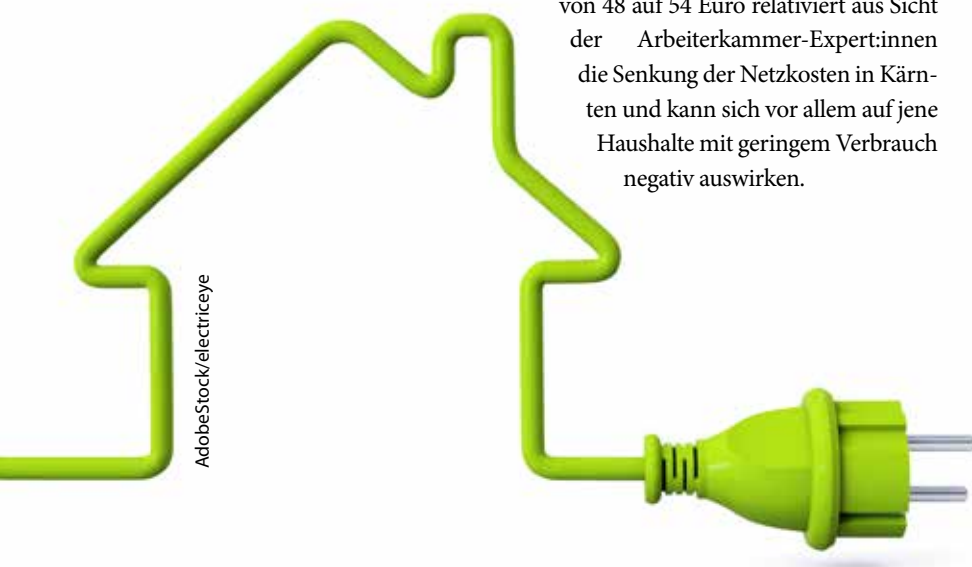 von 48 auf 54 Euro relativiert aus Sicht
der Arbeiterkammer-Expert:innen
die Senkung der Netzkosten in Kärn-
ten und kann sich vor allem auf jene
Haushalte mit geringem Verbrauch
negativ auswirken.
AdobeStock/electriceye